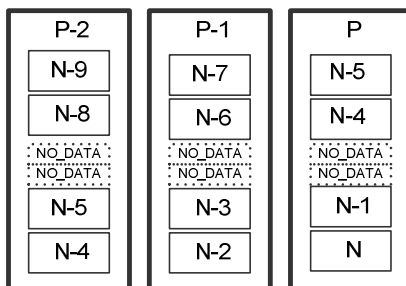 P-2
N-9
N-8
NO_DATA
NO_DATA
N-5
N-4
P-1
N-7
N-6
NO_DATA
NO_DATA
N-3
N-2
P
N-5
N-4
NO_DATA
NO_DATA
N-1
N